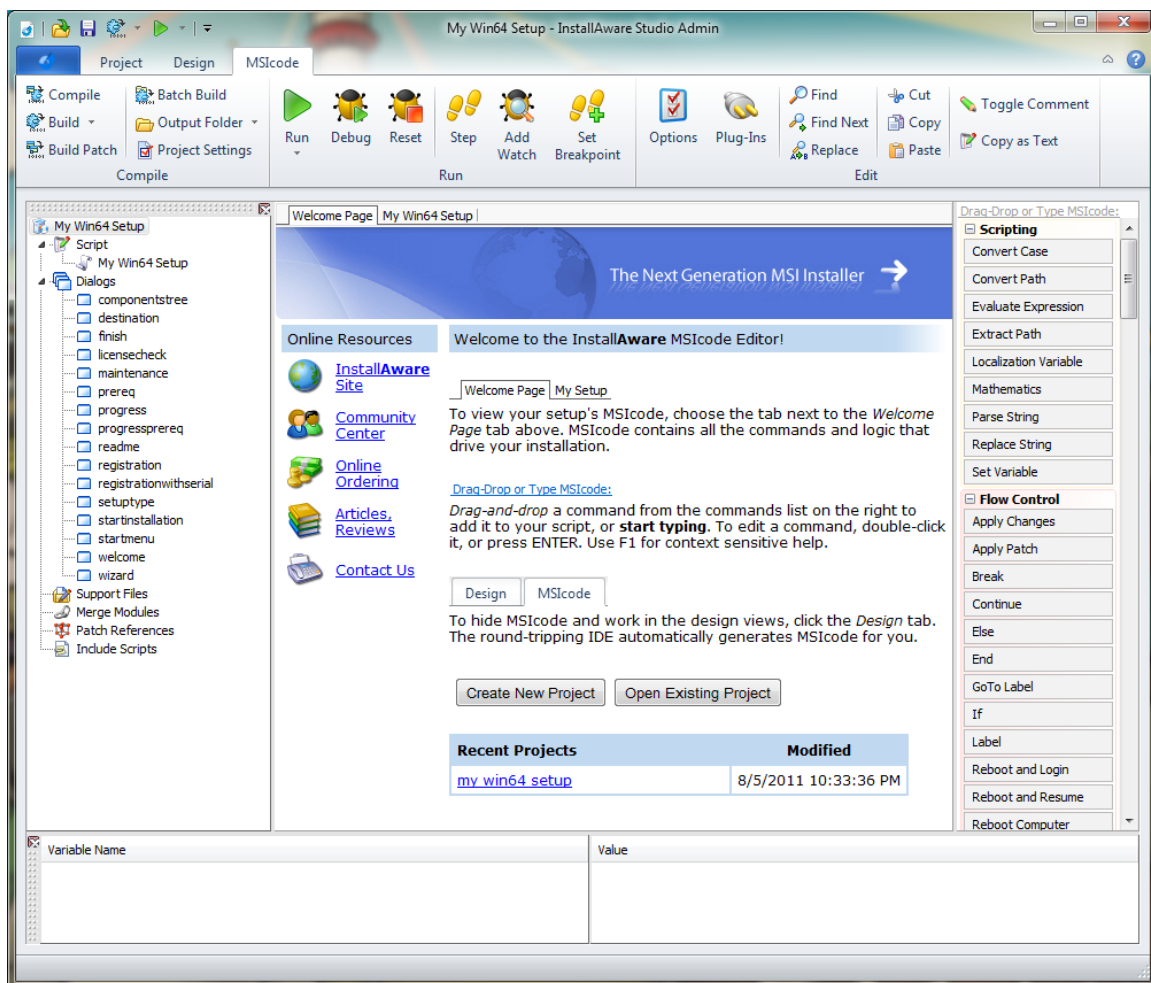 My Win64 Setup - InstallAware Studio Admin
Project Design MSIcode
Compile
Build
Build Patch
Batch Build
Output Folder
Project Settings
Compile
Run
Debug
Reset
Step
Add
Watch
Set
Breakpoint
Run
Options
Plug-Ins
Find
Find Next
Replace
Cut
Copy
Paste
Toggle Comment
Copy as Text
Edit
My Win64 Setup
Script
My Win64 Setup
Dialogs
componentstree
destination
finish
licensecheck
maintenance
prereq
progress
progressprereq
readme
registration
registrationwithserial
setuptype
startinstallation
startmenu
welcome
wizard
Support Files
Merge Modules
Patch References
Include Scripts
Welcome Page My Win64 Setup
The Next Generation MSI Installer
Online Resources
InstallAware
Site
Community
Center
Online
Ordering
Articles,
Reviews
Contact Us
Welcome to the InstallAware MSIcode Editor!
Welcome Page My Setup
To view your setup's MSIcode, choose the tab next to the Welcome
Page tab above. MSIcode contains all the commands and logic that
drive your installation.
Drag-Drop or Type MSIcode:
Drag-and-drop a command from the commands list on the right to
add it to your script, or start typing. To edit a command, double-click
it, or press ENTER. Use F1 for context sensitive help.
Design MSIcode
To hide MSIcode and work in the design views, click the Design tab.
The round-tripping IDE automatically generates MSIcode for you.
Create New Project Open Existing Project
Recent Projects Modified
my win64 setup 8/5/2011 10:33:36 PM
Drag-Drop or Type MSIcode:
Scripting
Convert Case
Convert Path
Evaluate Expression
Extract Path
Localization Variable
Mathematics
Parse String
Replace String
Set Variable
Flow Control
Apply Changes
Apply Patch
Break
Continue
Else
End
GoTo Label
If
Label
Reboot and Login
Reboot and Resume
Reboot Computer
Variable Name Value